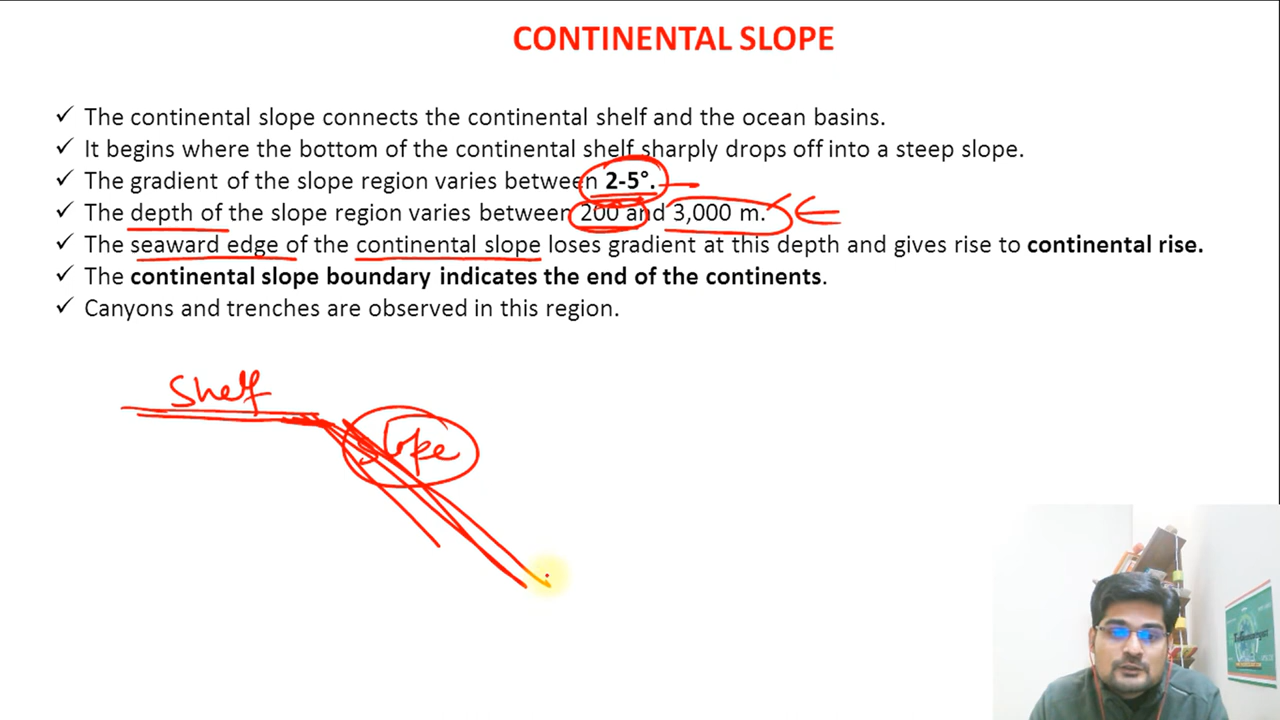 CONTINENTAL SLOPE
✓ The continental slope connects the continental shelf and the ocean basins.
✓ It begins where the bottom of the continental shelf sharply drops off into a steep slope.
✓ The gradient of the slope region varies between 2-5°.
✓ The depth of the slope region varies between 200 and 3,000 m.
✓ The seaward edge of the continental slope loses gradient at this depth and gives rise to continental rise.
✓ The continental slope boundary indicates the end of the continents.
✓ Canyons and trenches are observed in this region.
Shelf
Slope